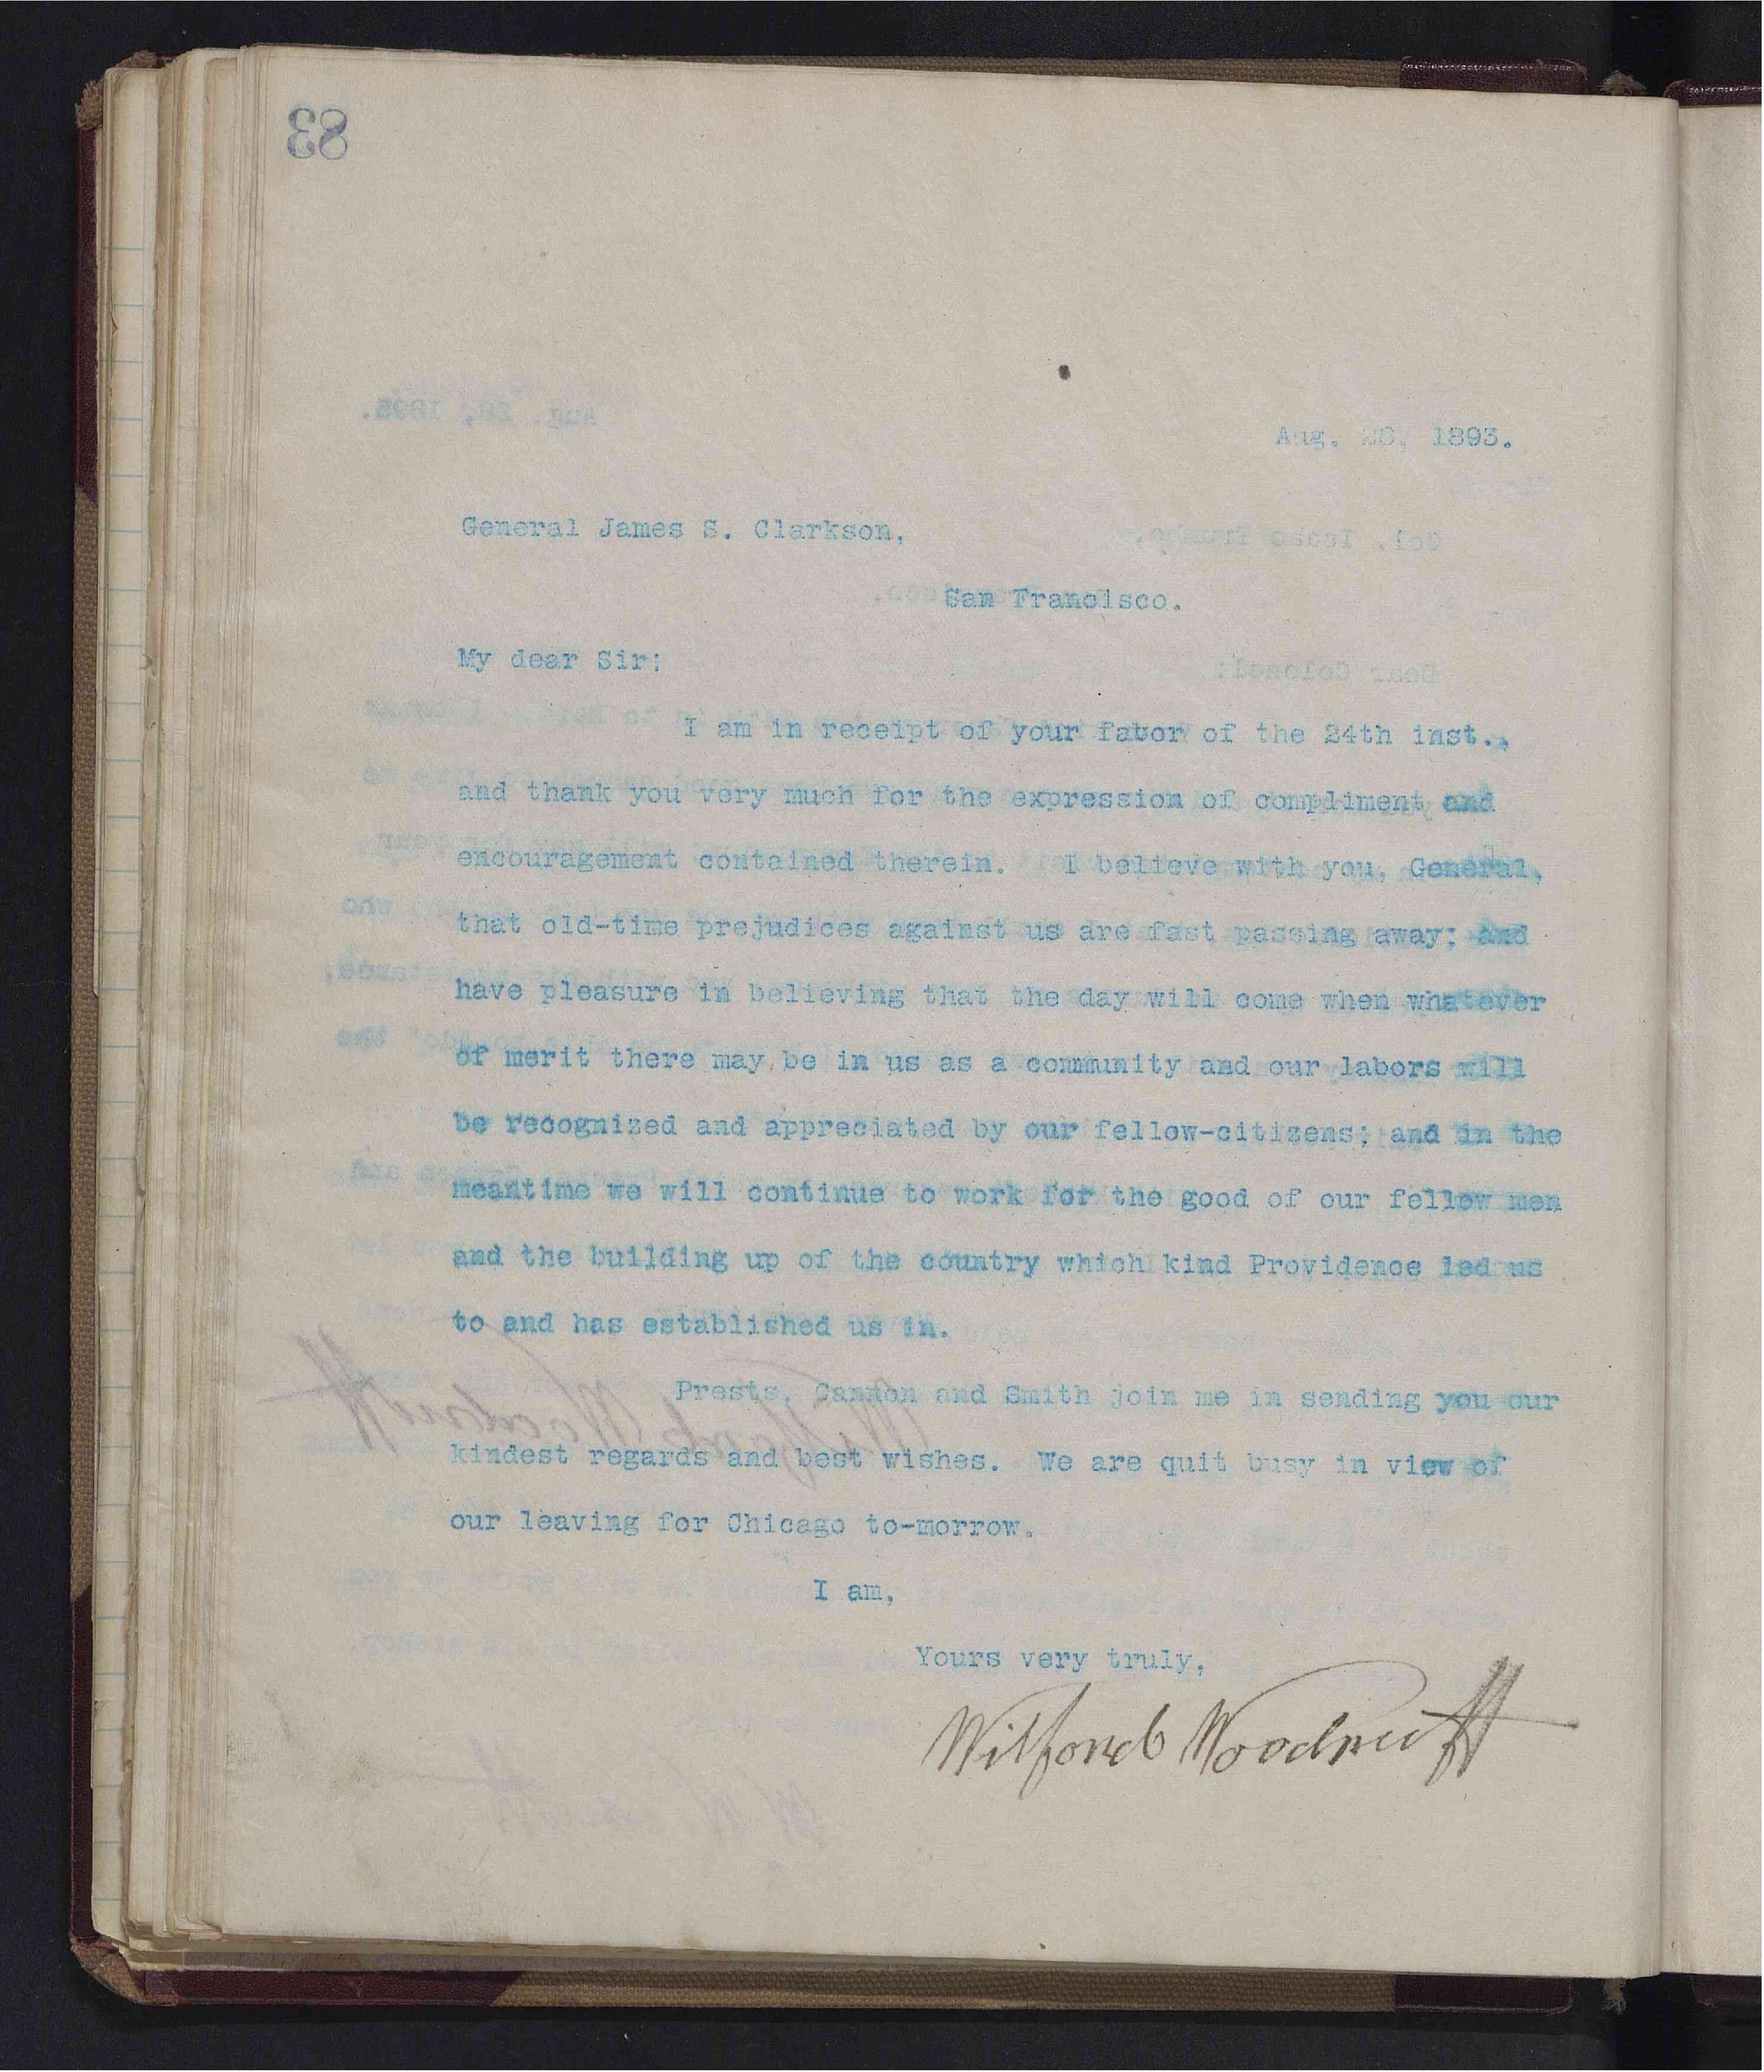 83
Aug. 28, 1893.
General James S. Clarkson,
San Francisco.
My dear Sir:
I am in receipt of your favor of the 24th inst.,
and thank you very much for the expression of compliment and
encouragement contained therein. I believe with you, General,
that old-time prejudices against us are fast passing away; and
have pleasure in believing that the day will come when whatever
of merit there may be in us as a community and our labors will
be recognized and appreciated by our fellow-citizens; and in the
meantime we will continue to work for the good of our fellow men
and the building up of the country which kind Providence led us
to and has established us in.
Prests. Cannon and Smith join me in sending you our
kindest regards and best wishes. We are quit busy in view of
our leaving for Chicago to-morrow.
I am,
Yours very truly,
Wilford Woodruff